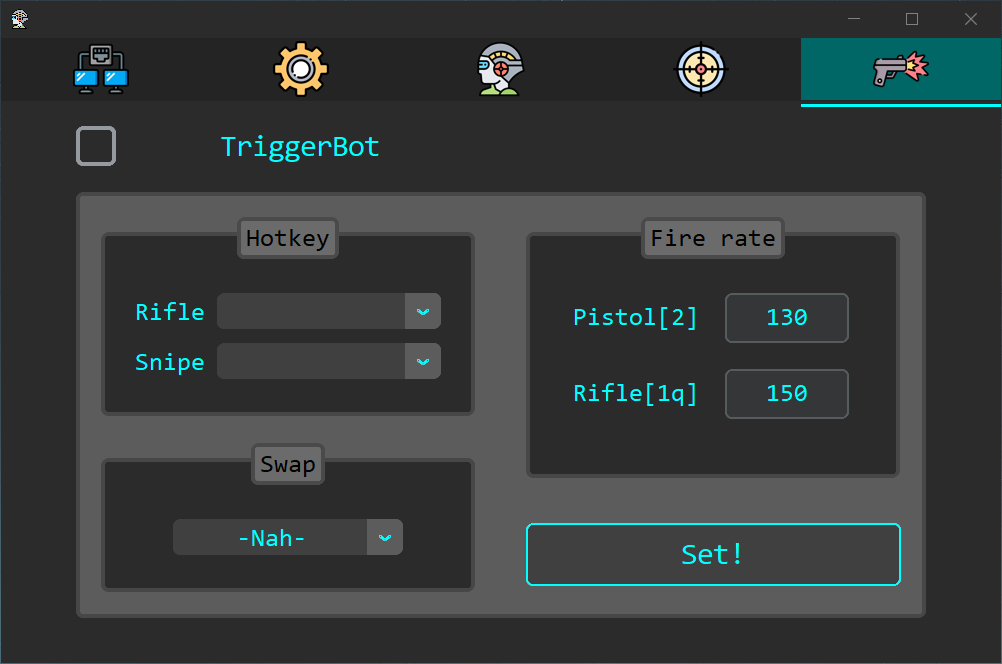 TriggerBot
Hotkey
Rifle
Snipe
Swap
-Nah-
Fire rate
Pistol[2] 130
Rifle[1q] 150
Set!